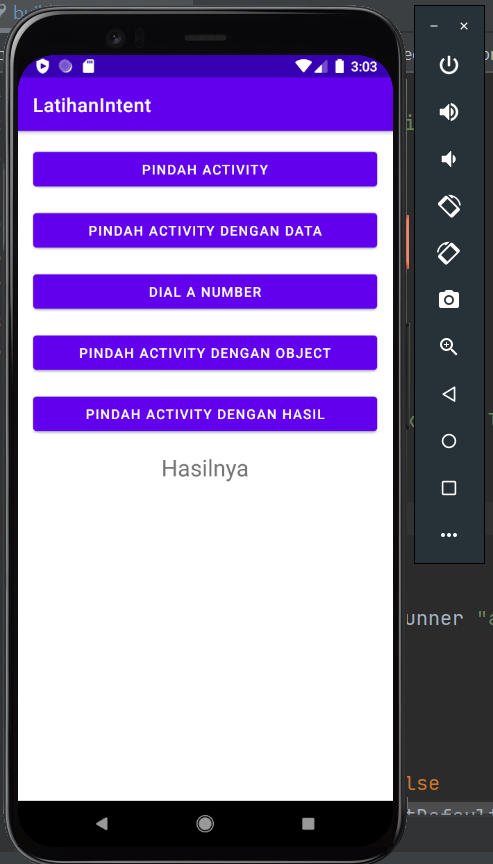 3:03
LatihanIntent
PINDAH ACTIVITY
PINDAH ACTIVITY DENGAN DATA
DIAL A NUMBER
PINDAH ACTIVITY DENGAN OBJECT
PINDAH ACTIVITY DENGAN HASIL
Hasilnya
unner "a
lse